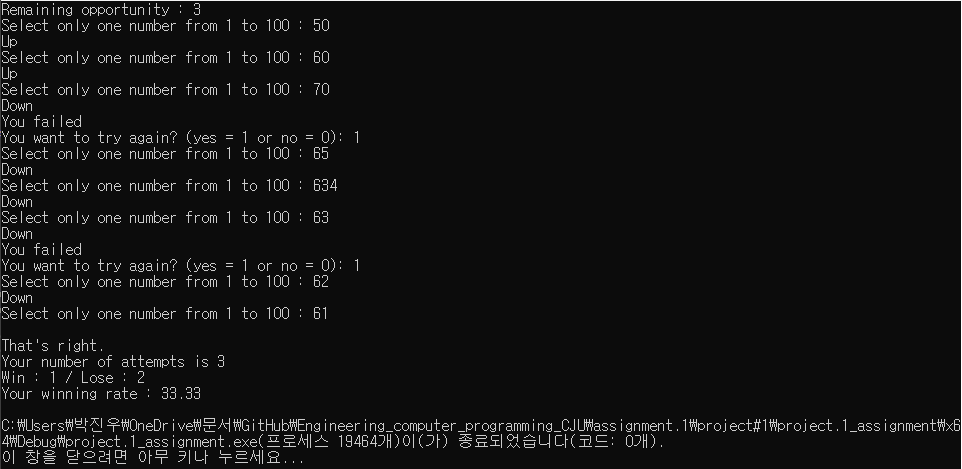 Remaining opportunity : 3
Select only one number from 1 to 100 : 50
Up
Select only one number from 1 to 100 : 60
Up
Select only one number from 1 to 100 : 70
Down
You failed
You want to try again? (yes = 1 or no = 0): 1
Select only one number from 1 to 100 : 65
Down
Select only one number from 1 to 100 : 634
Down
Select only one number from 1 to 100 : 63
Down
You failed
You want to try again? (yes = 1 or no = 0): 1
Select only one number from 1 to 100 : 62
Down
Select only one number from 1 to 100 : 61
That's right.
Your number of attempts is 3
Win : 1 / Lose : 2
Your winning rate : 33.33
C:₩Users₩박진우₩OneDrive₩문서₩GitHub₩Engineering_computer_programming_CJU₩assignment.1₩project#1₩project.1_assignment₩x6
4₩Debug₩project.1_assignment.exe(프로세스 19464개)이(가) 종료되었습니다(코드: 0개).
이 창을 닫으려면 아무 키나 누르세요...